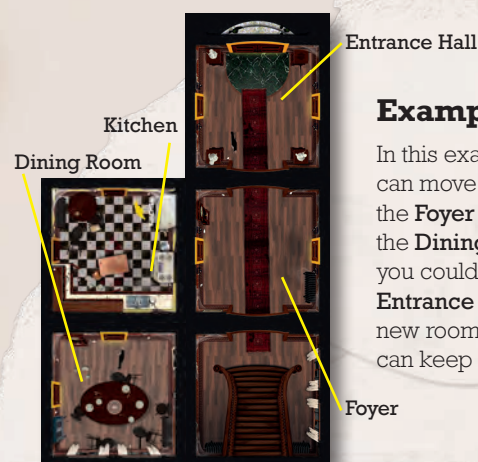 Entrance Hall
Kitchen
Dining Room
Foyer
Examp
In this exa
can move
the Foyer
the Dining
you could
Entrance
new room
can keep